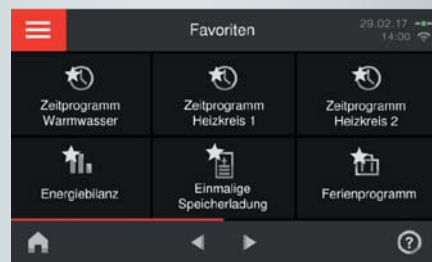 Favoriten
29.02.17
14:00
Zeitprogramm
Warmwasser
Zeitprogramm
Heizkreis 1
Zeitprogramm
Heizkreis 2
Energiebilanz
Einmalige
Speicherladung
Ferienprogramm
?